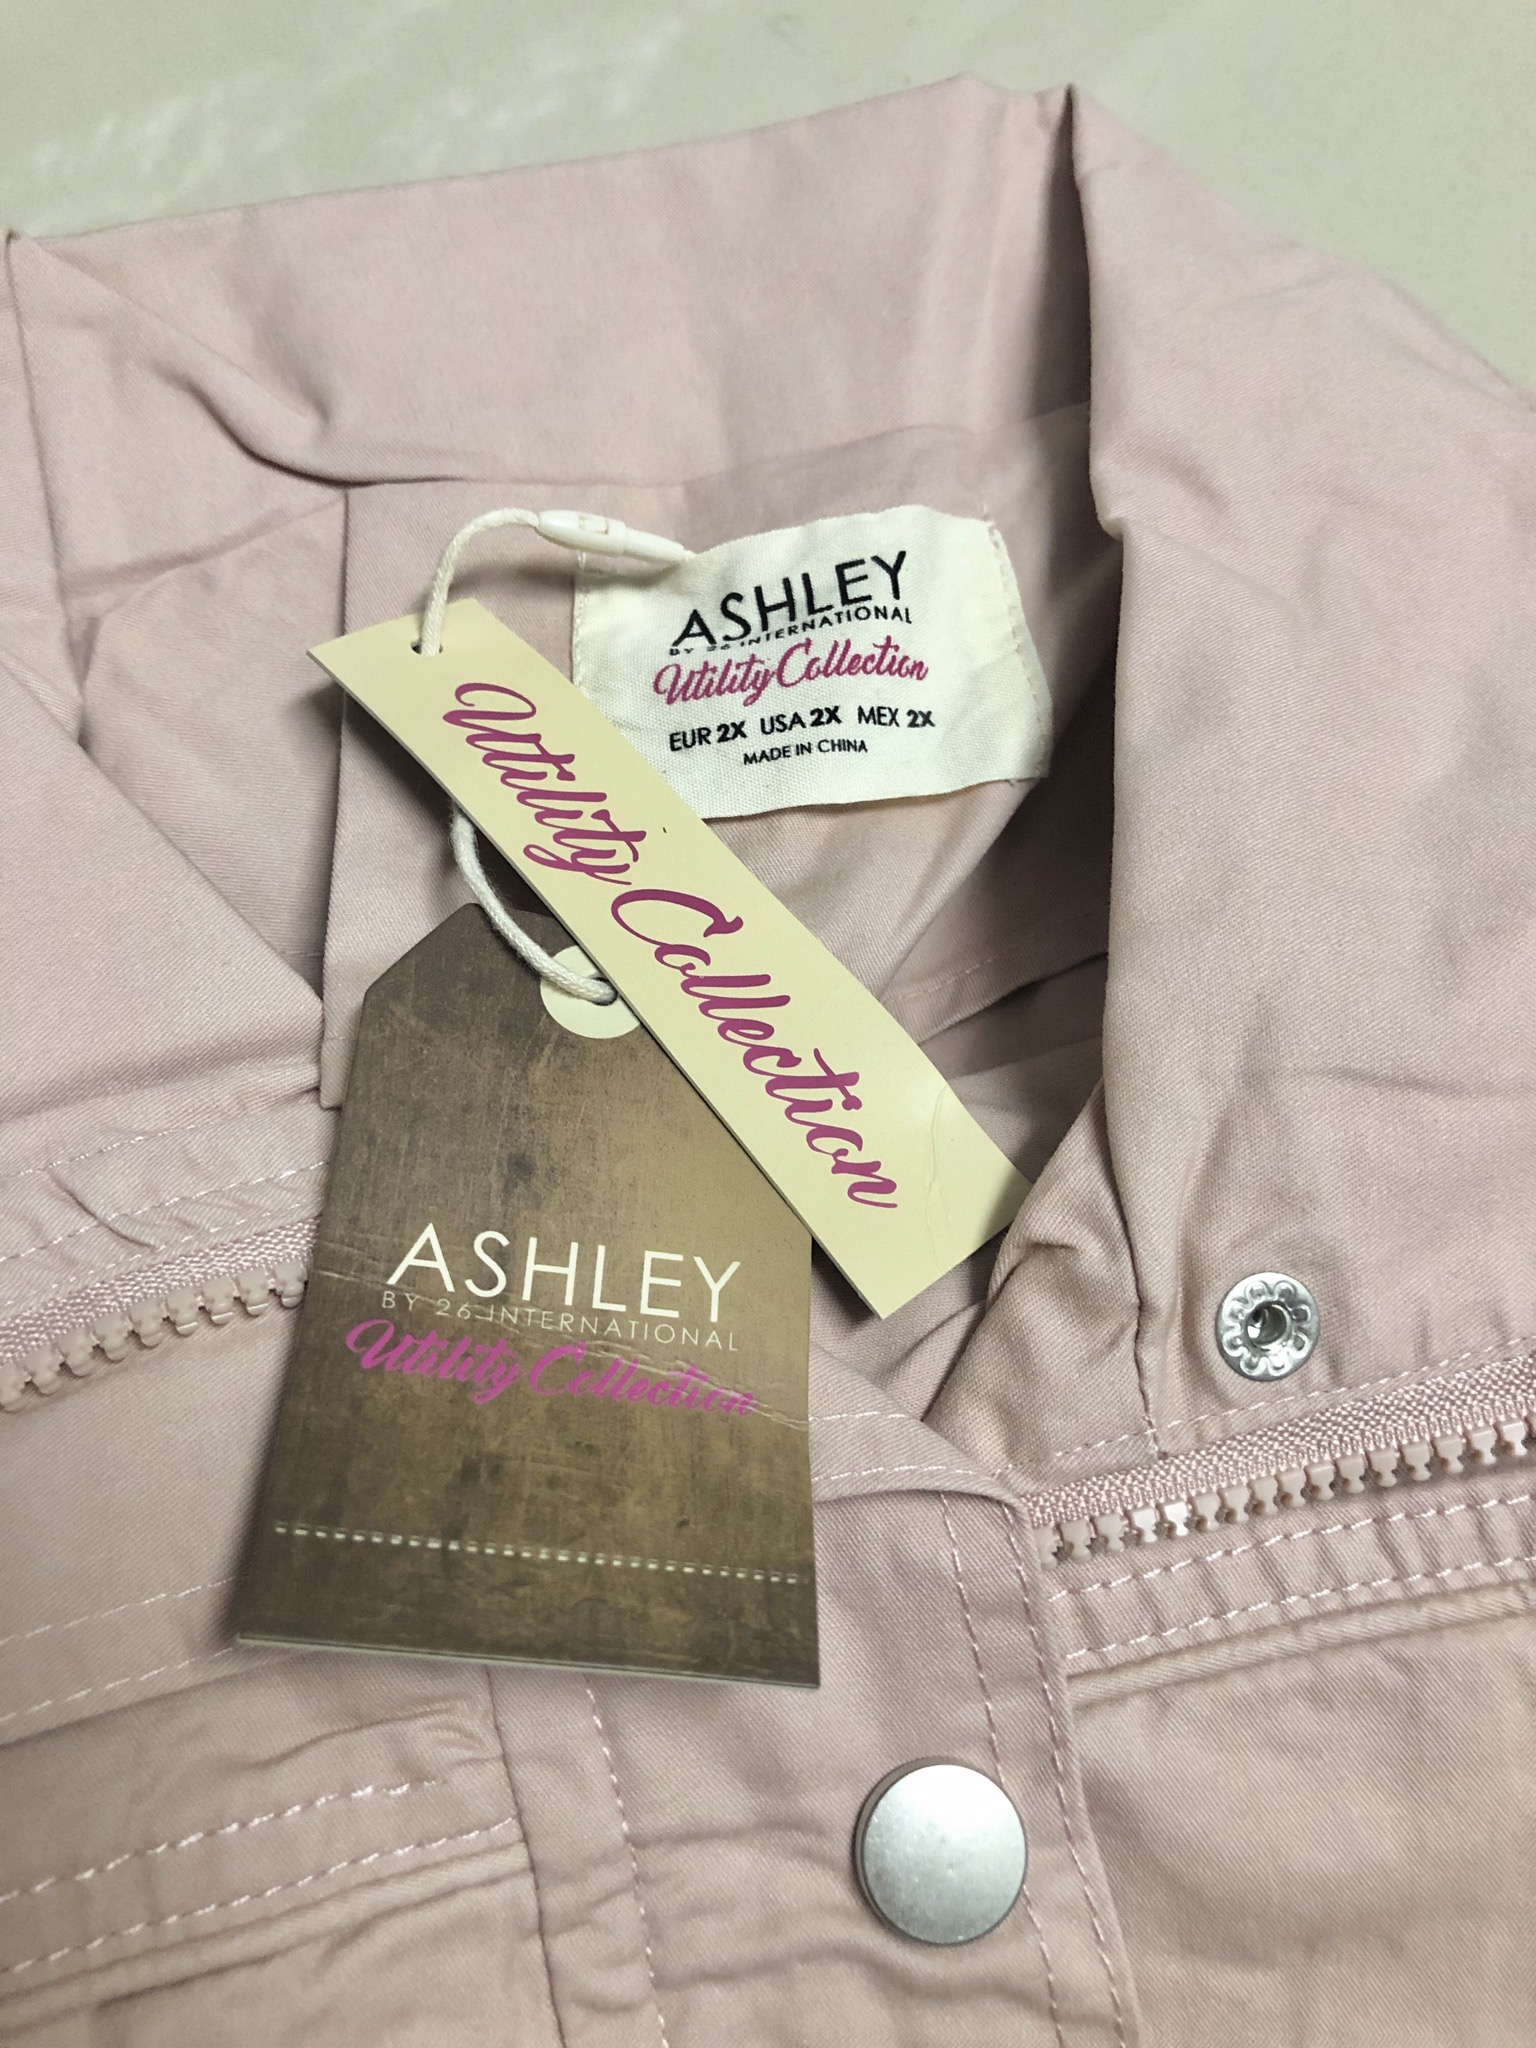 ASHLEY
BY 26 INTERNATIONAL
Utility Collection
EUR 2X USA 2X MEX 2X
MADE IN CHINA
Utility Collection
ASHLEY
BY 26 INTERNATIONAL
Utility Collection